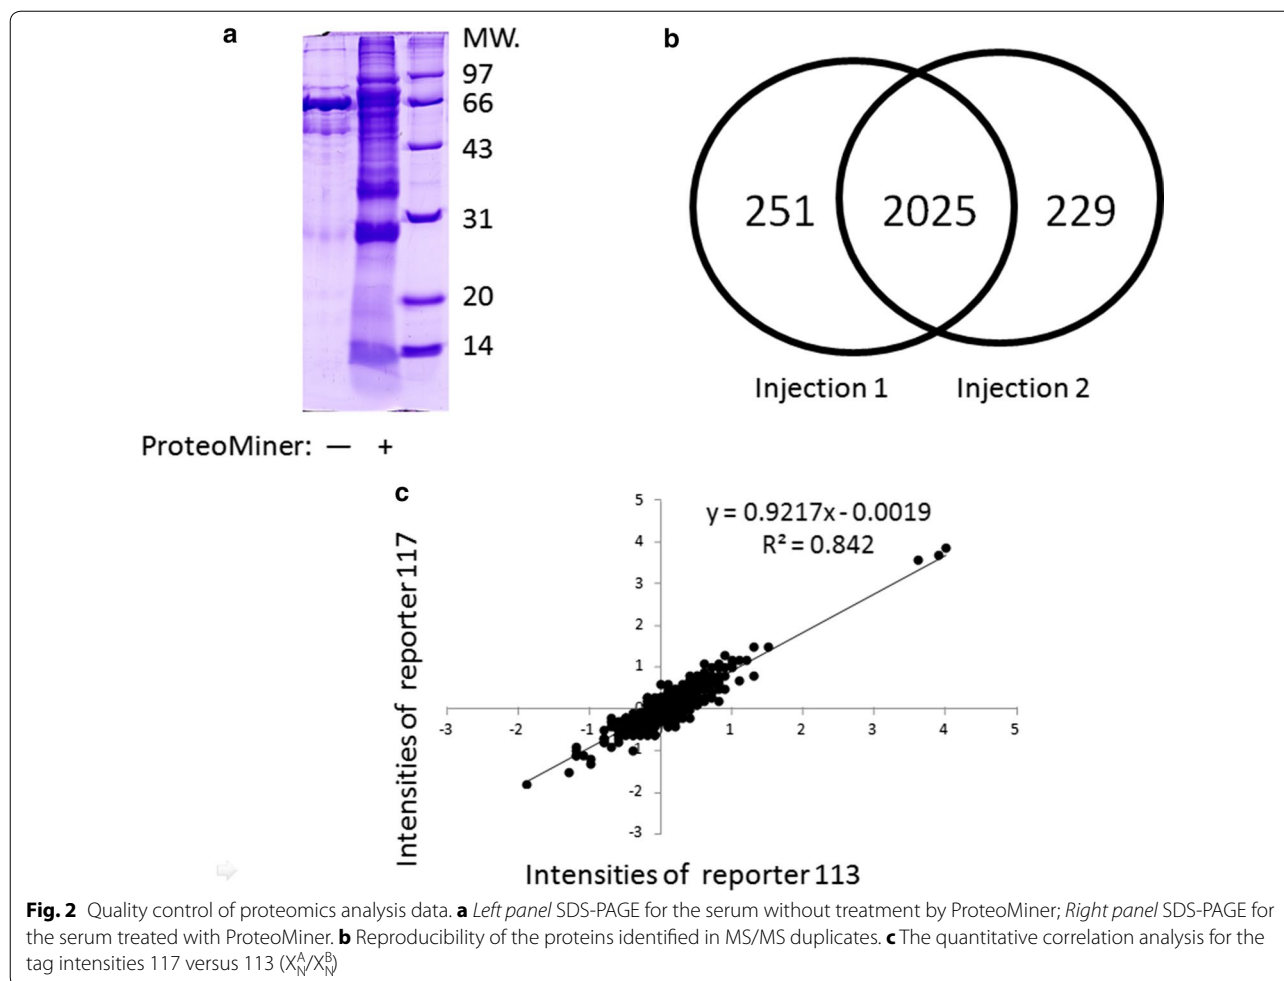 a
MW.
97
66
43
31
20
14
ProteoMiner: — +
b
251 2025 229
Injection 1 Injection 2
c
y = 0.9217x - 0.0019
R² = 0.842
Intensities of reporter 117
5
4
3
2
1
0
-3 -2 -1 1 2 3 4 5
-1
-2
-3
Intensities of reporter 113
Fig. 2 Quality control of proteomics analysis data. a Left panel SDS-PAGE for the serum without treatment by ProteoMiner; Right panel SDS-PAGE for
the serum treated with ProteoMiner. b Reproducibility of the proteins identified in MS/MS duplicates. c The quantitative correlation analysis for the
tag intensities 117 versus 113 (X_N^A/X_N^B)